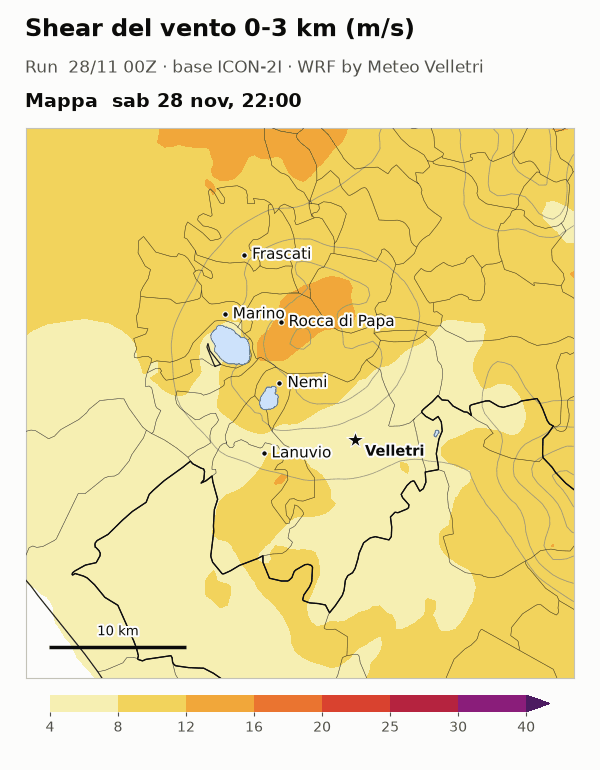 Shear del vento 0-3 km (m/s)
Run  28/11 00Z · base ICON-2I · WRF by Meteo Velletri
Mappa  sab 28 nov, 22:00
Frascati
Marino
Rocca di Papa
Nemi
Velletri
Lanuvio
10 km
4 8 12 16 20 25 30 40